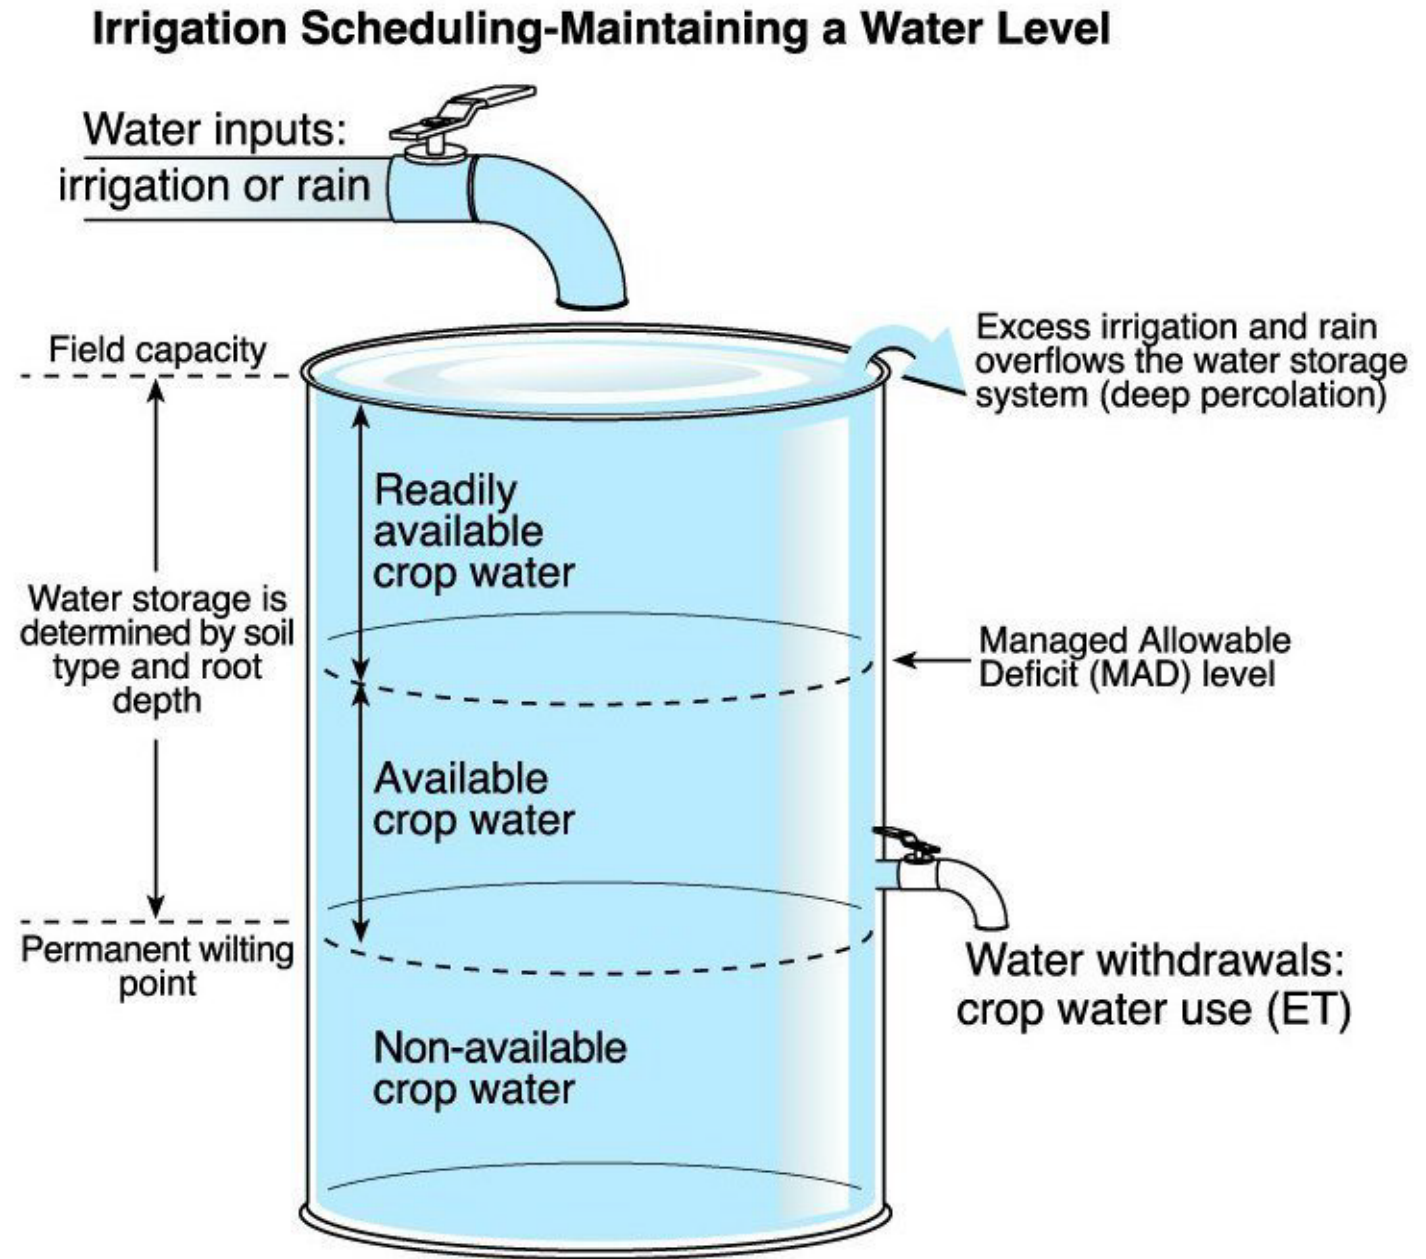 Irrigation Scheduling-Maintaining a Water Level
Water inputs:
irrigation or rain
Field capacity
Excess irrigation and rain
overflows the water storage
system (deep percolation)
Readily
available
crop water
Water storage is
determined by soil
type and root
depth
Managed Allowable
Deficit (MAD) level
Available
crop water
Permanent wilting
point
Water withdrawals:
crop water use (ET)
Non-available
crop water